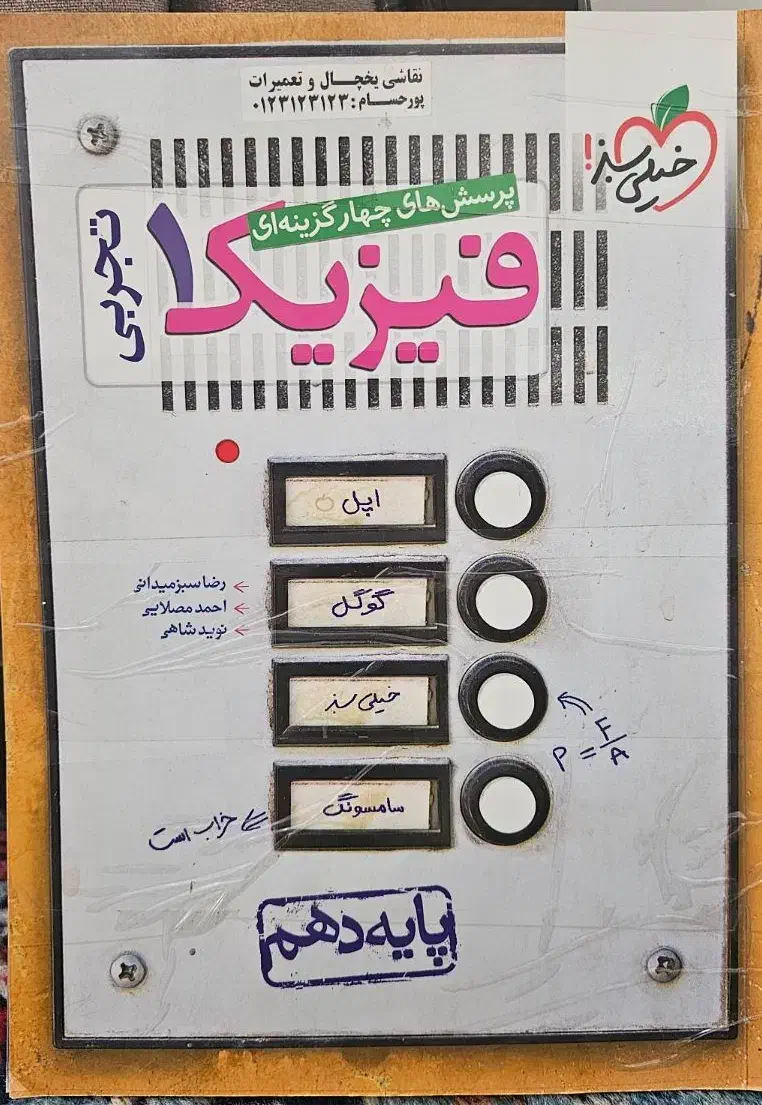 نقاشی یخچال و تعمیرات
پورحسام: ۰۱۲۳۱۲۳۱۲۳
خیلی سبز!
پرسش‌های چهارگزینه‌ای
فیزیک ۱
تجربی
اپل
گوگل
رضا سبزمیدانی
احمد مصلایی
نوید شاهی
خیلی سبز
P = F/A
سامسونگ
خراب است
پایه دهم